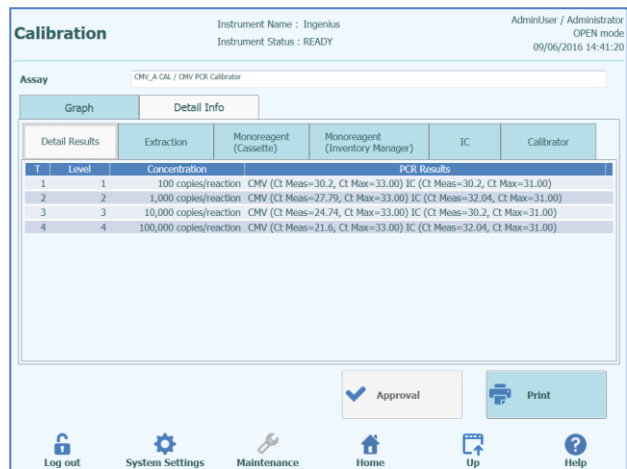 Calibration
Instrument Name : Ingenius
Instrument Status : READY
AdminUser / Administrator
OPEN mode
09/06/2016 14:41:20
Assay
CMV_A CAL / CMV PCR Calibrator
Graph
Detail Info
Detail Results
Extraction
Monoreagent
(Cassette)
Monoreagent
(Inventory Manager)
IC
Calibrator
T Level Concentration PCR Results
1 1 100 copies/reaction CMV (Ct Meas=30.2, Ct Max=33.00) IC (Ct Meas=30.2, Ct Max=31.00)
2 2 1,000 copies/reaction CMV (Ct Meas=27.79, Ct Max=33.00) IC (Ct Meas=32.04, Ct Max=31.00)
3 3 10,000 copies/reaction CMV (Ct Meas=24.74, Ct Max=33.00) IC (Ct Meas=30.2, Ct Max=31.00)
4 4 100,000 copies/reaction CMV (Ct Meas=21.6, Ct Max=33.00) IC (Ct Meas=32.04, Ct Max=31.00)
Approval
Print
Log out
System Settings
Maintenance
Home
Up
Help